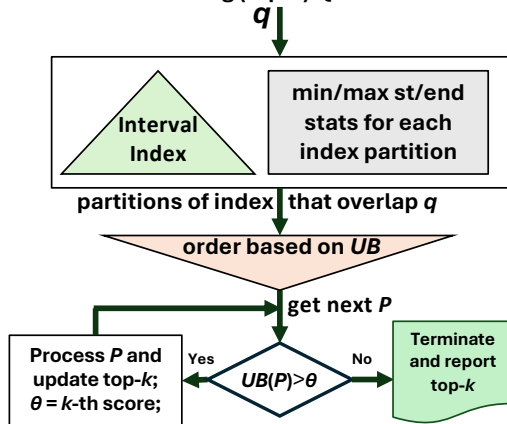 q
Interval
Index
min/max st/end
stats for each
index partition
partitions of index that overlap q
order based on UB
get next P
Process P and
update top-k;
θ = k-th score;
Yes
UB(P)>θ
No
Terminate
and report
top-k